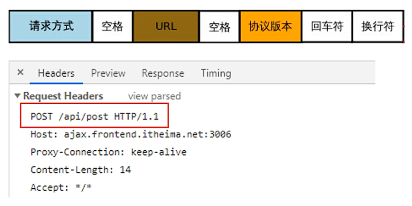 请求方式 空格 URL 空格 协议版本 回车符 换行符
× Headers Preview Response Timing
▼Request Headers view parsed
POST /api/post HTTP/1.1
Host: ajax.frontend.itheima.net:3006
Proxy-Connection: keep-alive
Content-Length: 14
Accept: */*